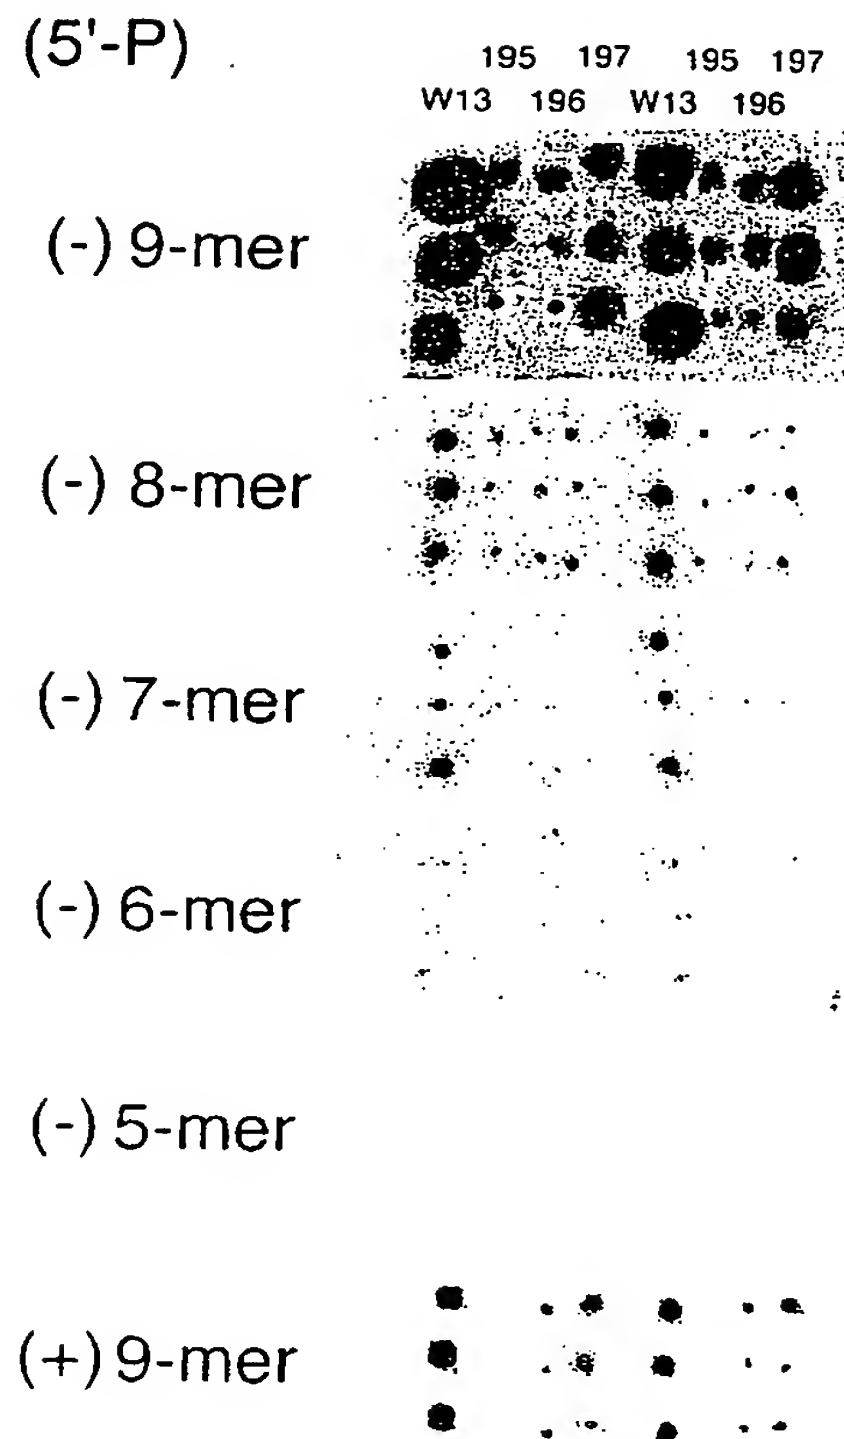 (5'-P)
195 197 195 197
W13 196 W13 196
(-) 9-mer
(-) 8-mer
(-) 7-mer
(-) 6-mer
(-) 5-mer
(+) 9-mer